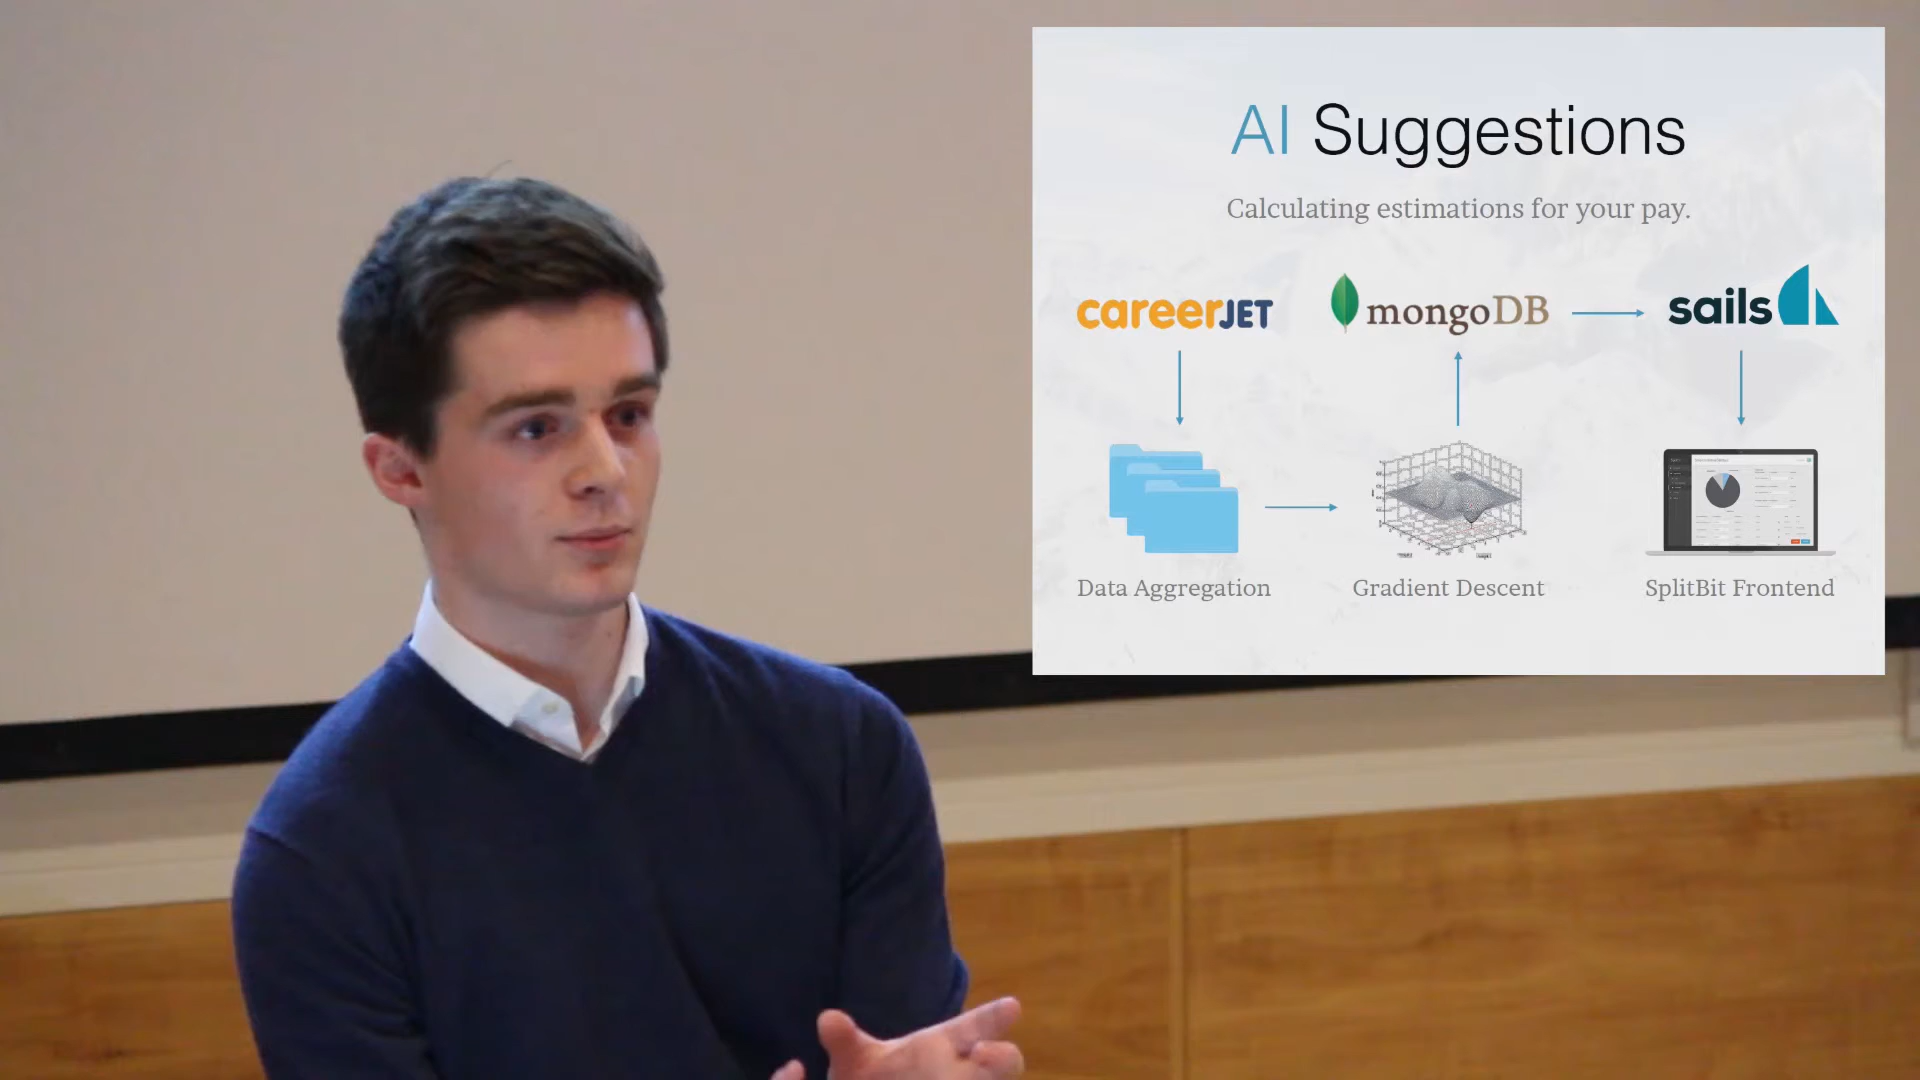 AI Suggestions
Calculating estimations for your pay.
careerJET
mongoDB
sails
Data Aggregation
Gradient Descent
SplitBit Frontend